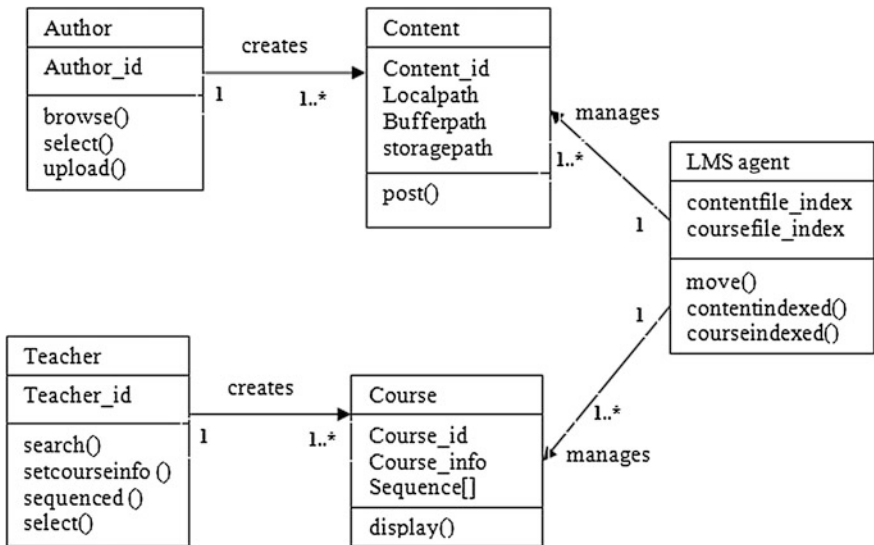 Author
Author_id
browse()
select()
upload()
creates
1
1..*
Content
Content_id
Localpath
Bufferpath
storagepath
post()
manages
1..*
1
LMS agent
contentfile_index
coursefile_index
move()
contentindexed()
courseindexed()
1
1..*
manages
Teacher
Teacher_id
search()
setcourseinfo ()
sequenced ()
select()
creates
1
1..*
Course
Course_id
Course_info
Sequence[]
display()